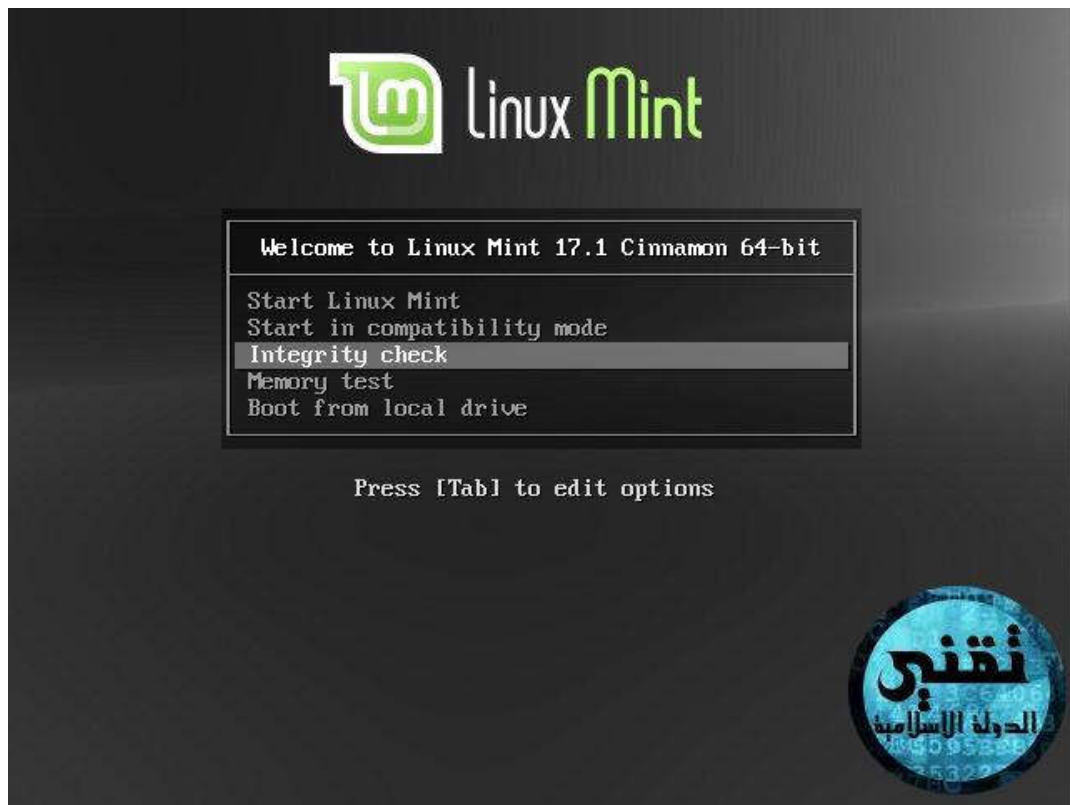 Linux Mint
Welcome to Linux Mint 17.1 Cinnamon 64-bit
Start Linux Mint
Start in compatibility mode
Integrity check
Memory test
Boot from local drive
Press [Tab] to edit options
تقني
الدولة الإسلامية